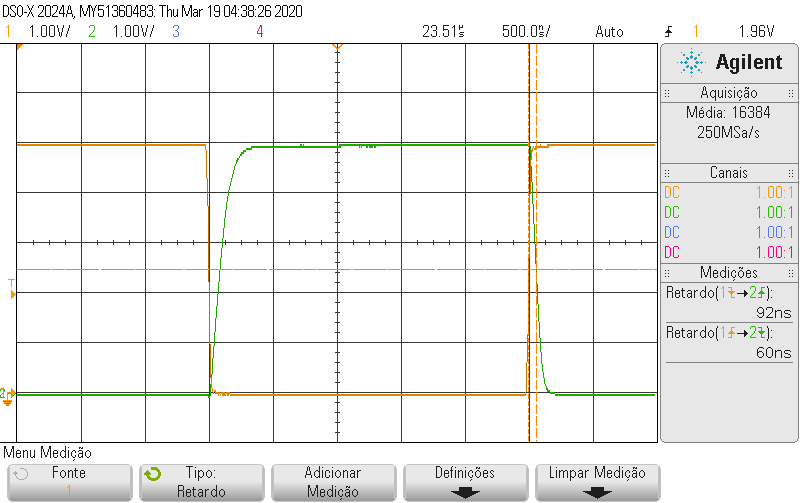 DSO-X 2024A, MY51360483: Thu Mar 19 04:38:26 2020
1 1.00V/ 2 1.00V/ 3 4 23.51s 500.0s/ Auto 1 1.96V
Agilent
Aquisição
Média: 16384
250MSa/s
Canais
DC 1.00:1
DC 1.00:1
DC 1.00:1
DC 1.00:1
Medições
Retardo(1→2):
92ns
Retardo(1→2):
60ns
T
2
Menu Medição
Fonte
1
Tipo:
Retardo
Adicionar
Medição
Definições
Limpar Medição